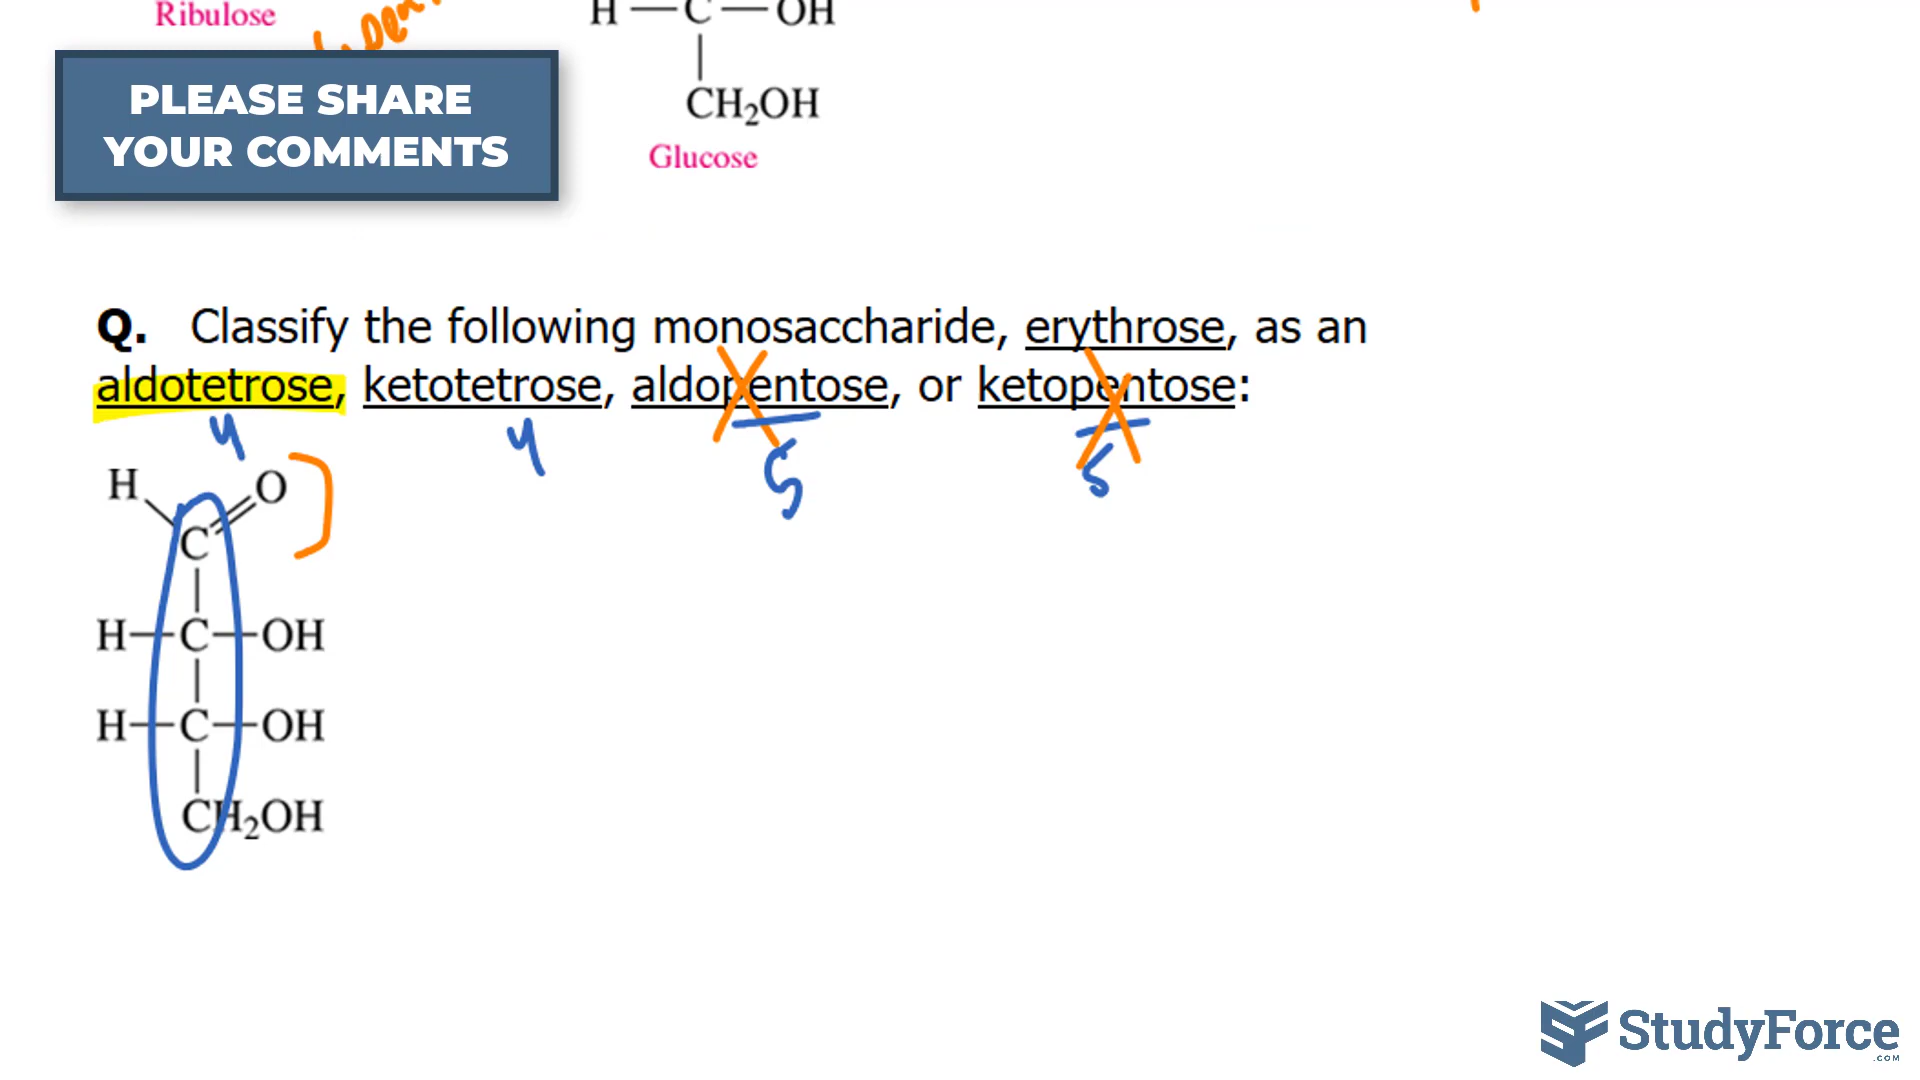 Ribulose
H — C — OH
PLEASE SHARE
YOUR COMMENTS
CH₂OH
Glucose
Q. Classify the following monosaccharide, erythrose, as an
aldotetrose, ketotetrose, aldopentose, or ketopentose:
4 4 5 5
H O
C
H—C—OH
H—C—OH
CH₂OH
StudyForce
.COM